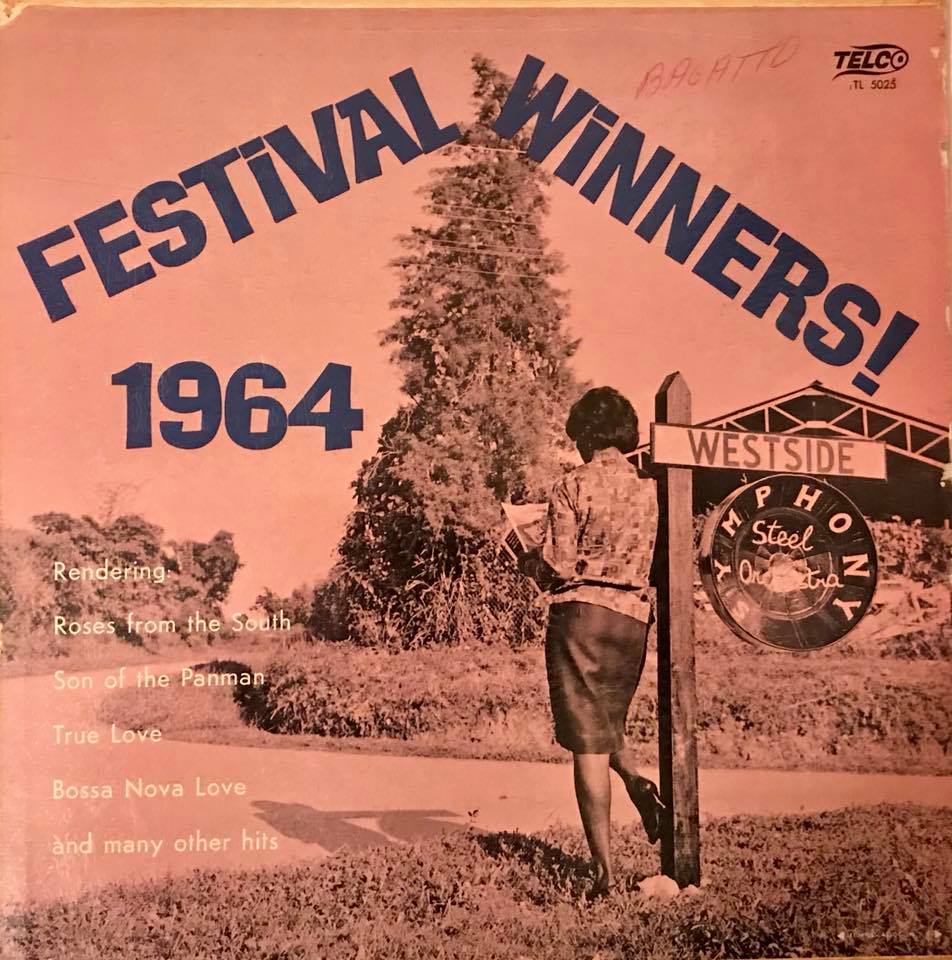 BAGATTO
TELCO
TL 5025
FESTiVAL WiNNERS!
1964
WESTSIDE
SYMPHONY
Steel
Orchestra
Rendering:
Roses from the South
Son of the Panman
True Love
Bossa Nova Love
and many other hits